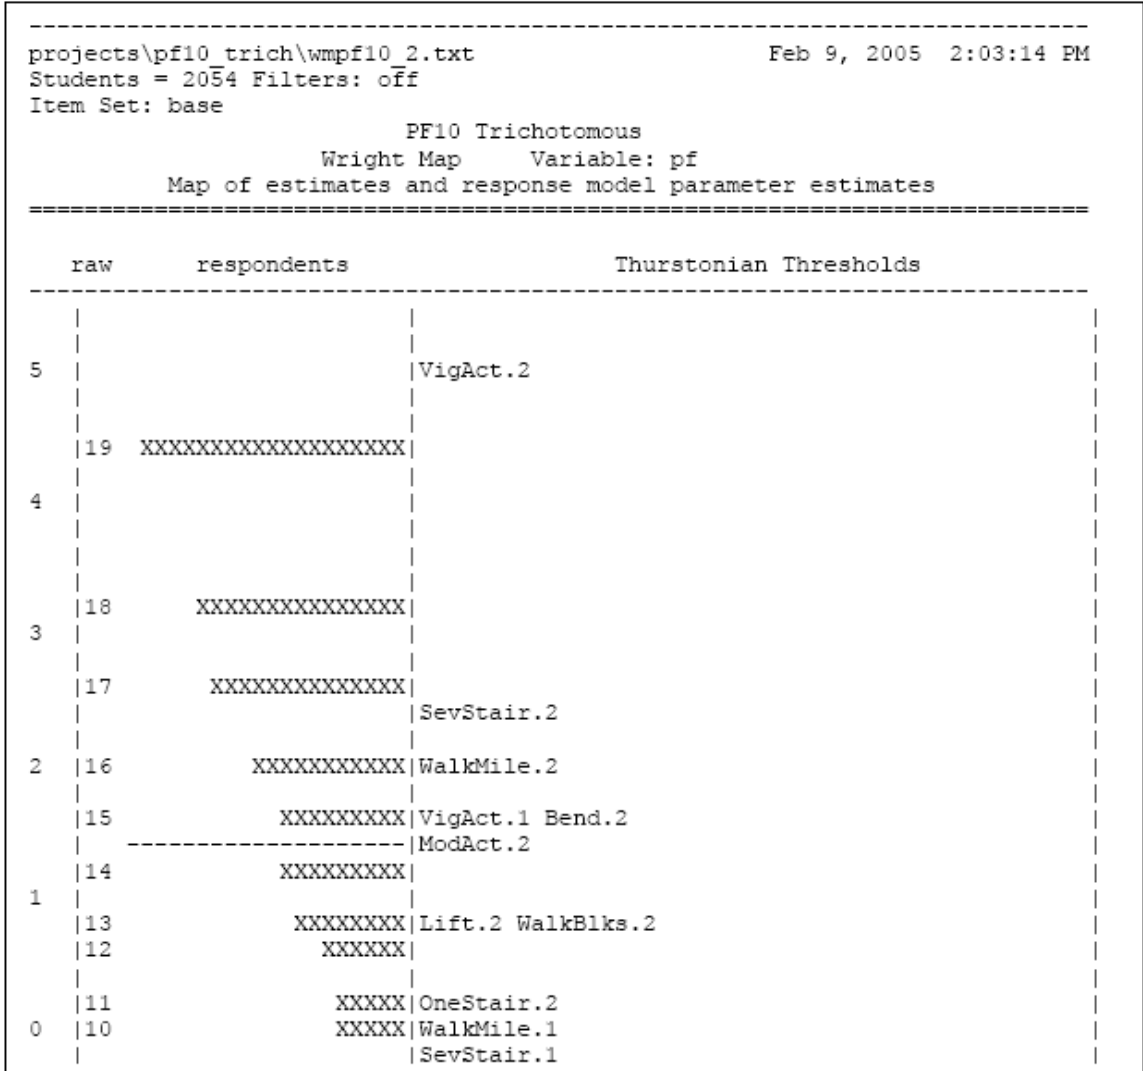 --------------------------------------------------------------------------
projects\pf10_trich\wmpf10_2.txt Feb 9, 2005 2:03:14 PM
Students = 2054 Filters: off
Item Set: base
PF10 Trichotomous
Wright Map Variable: pf
Map of estimates and response model parameter estimates
==========================================================================
raw respondents Thurstonian Thresholds
--------------------------------------------------------------------------
| | |
| | |
5 | |VigAct.2 |
| | |
| | |
|19 XXXXXXXXXXXXXXXXXXX| |
| | |
4 | | |
| | |
| | |
| | |
|18 XXXXXXXXXXXXXXX| |
3 | | |
| | |
|17 XXXXXXXXXXXXXX| |
| |SevStair.2 |
| | |
2 |16 XXXXXXXXXXX|WalkMile.2 |
| | |
|15 XXXXXXXXX|VigAct.1 Bend.2 |
| --------------------|ModAct.2 |
|14 XXXXXXXXX| |
1 | | |
|13 XXXXXXXX|Lift.2 WalkBlks.2 |
|12 XXXXXX| |
| | |
|11 XXXXX|OneStair.2 |
0 |10 XXXXX|WalkMile.1 |
| |SevStair.1 |